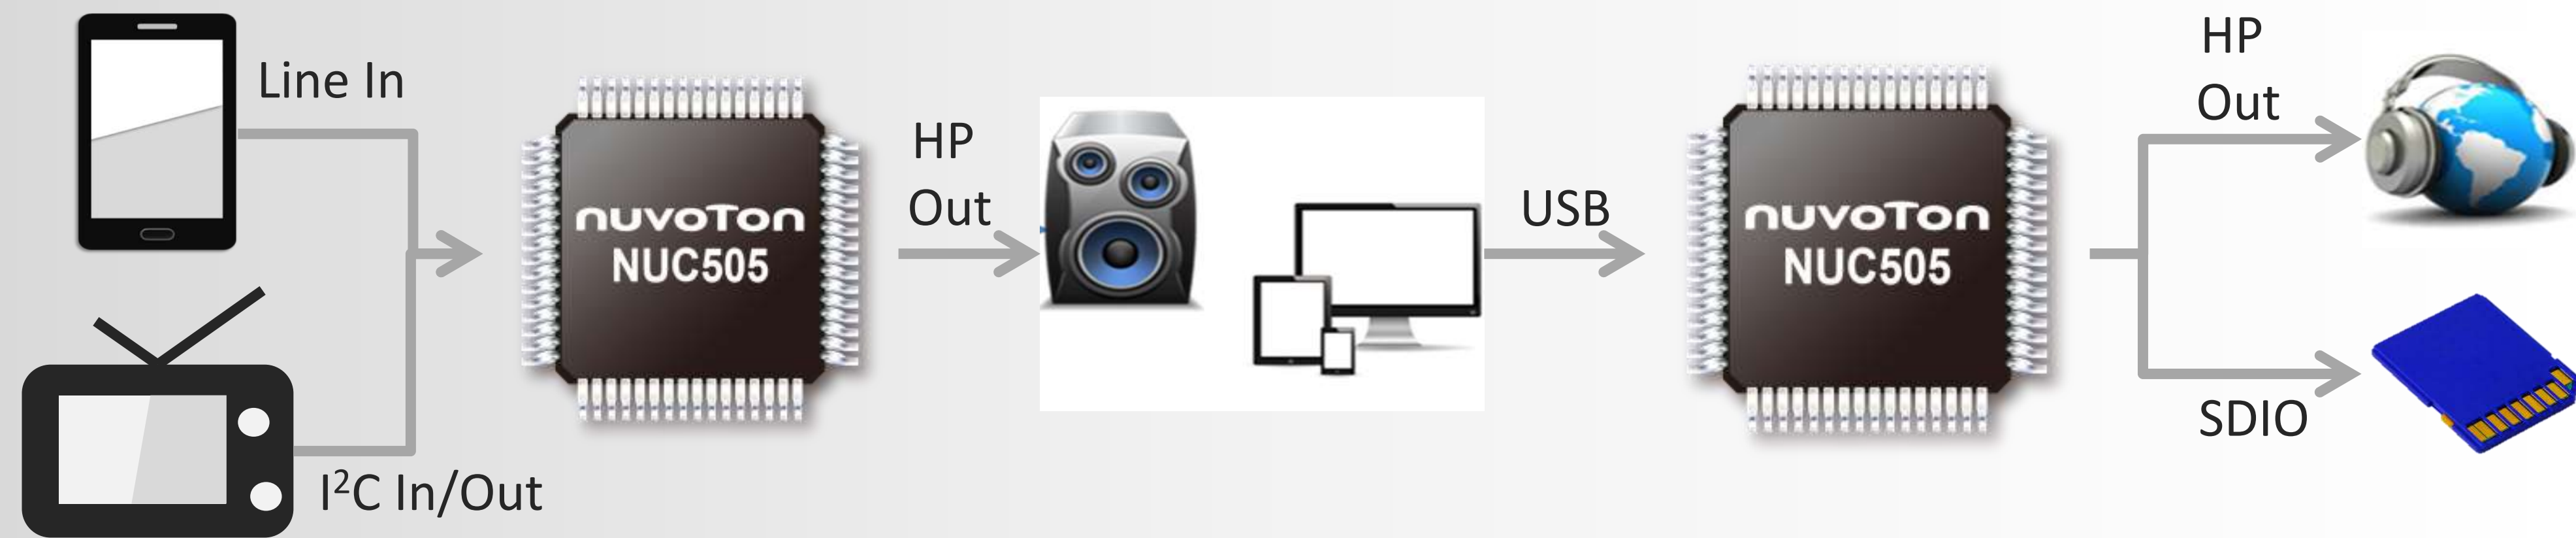 Line In
I²C In/Out
nuvoTon
NUC505
HP
Out
USB
nuvoTon
NUC505
HP
Out
SDIO